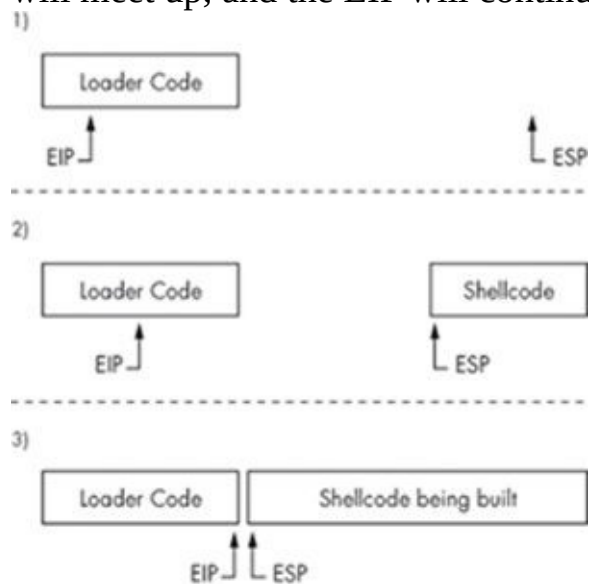 will meet up, and the EIP will continu
1)
Loader Code
EIP
ESP
2)
Loader Code
Shellcode
EIP
ESP
3)
Loader Code
Shellcode being built
EIP
ESP